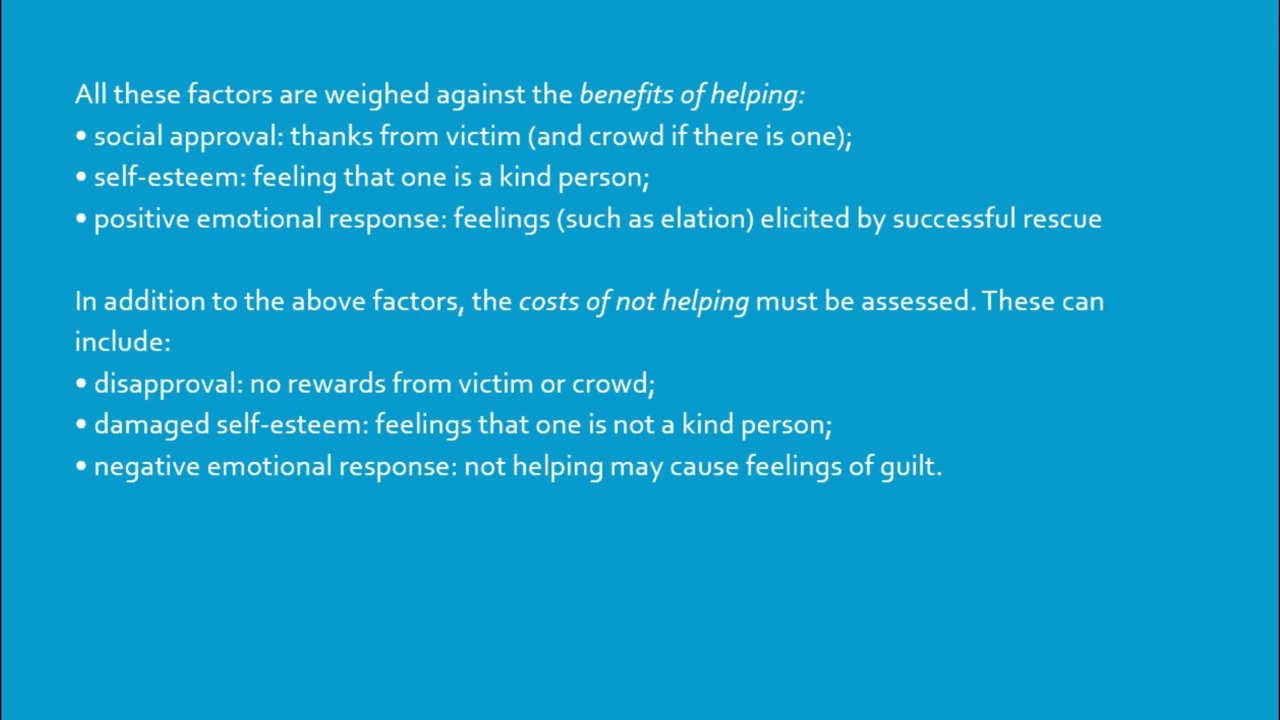 All these factors are weighed against the benefits of helping:
• social approval: thanks from victim (and crowd if there is one);
• self-esteem: feeling that one is a kind person;
• positive emotional response: feelings (such as elation) elicited by successful rescue
In addition to the above factors, the costs of not helping must be assessed. These can
include:
• disapproval: no rewards from victim or crowd;
• damaged self-esteem: feelings that one is not a kind person;
• negative emotional response: not helping may cause feelings of guilt.